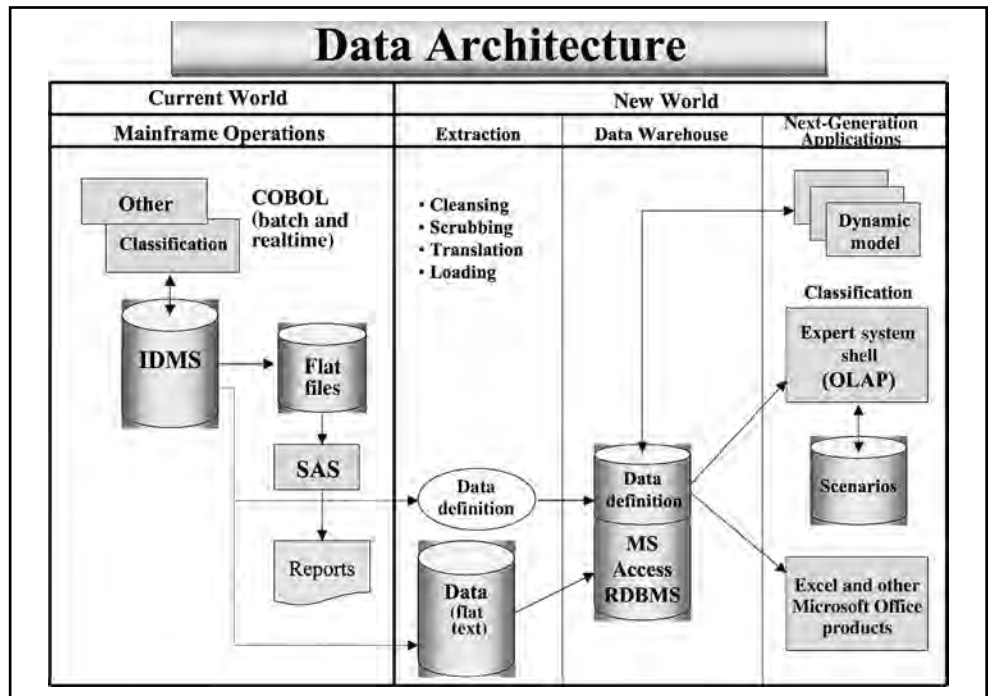 Data Architecture
Current World
New World
Mainframe Operations
Extraction
Data Warehouse
Next-Generation
Applications
Other
Classification
COBOL
(batch and
realtime)
IDMS
Flat
files
SAS
Reports
• Cleansing
• Scrubbing
• Translation
• Loading
Data
definition
Data
(flat
text)
Data
definition
MS
Access
RDBMS
Dynamic
model
Classification
Expert system
shell
(OLAP)
Scenarios
Excel and other
Microsoft Office
products